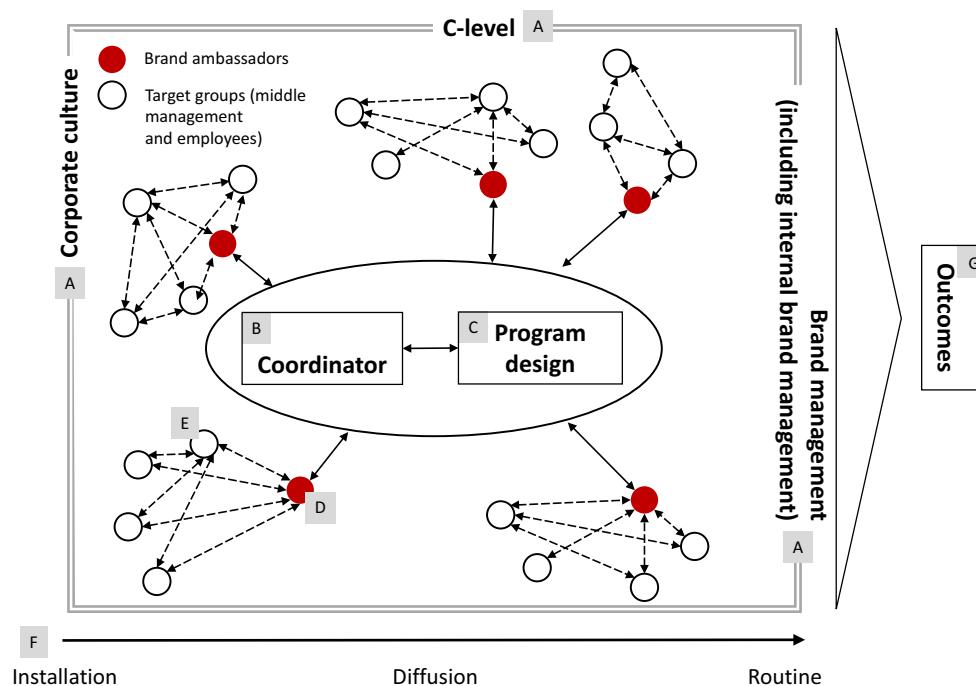 C-level A
Brand ambassadors
Target groups (middle
management
and employees)
Corporate culture
A
B
Coordinator
C
Program
design
Brand management
(including internal brand management)
A
G
Outcomes
E
D
F
Installation
Diffusion
Routine